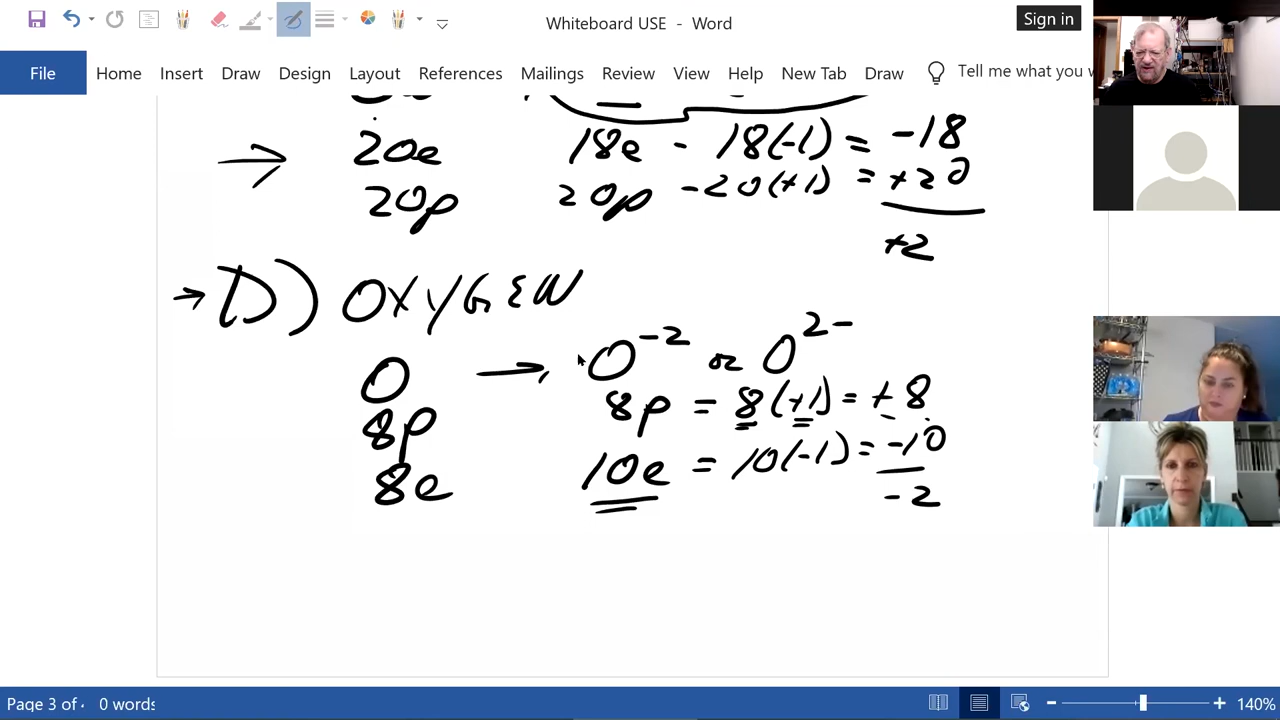 Whiteboard USE - Word
Sign in
File Home Insert Draw Design Layout References Mailings Review View Help New Tab Draw Tell me what you w
20e 18e - 18(-1) = -18
20p 20p - 20(+1) = +20
+2
→ D) OXYGEN
O → O⁻² or O²⁻
8p 8p = 8(+1) = +8
8e 10e = 10(-1) = -10
-2
Page 3 of 0 words 140%